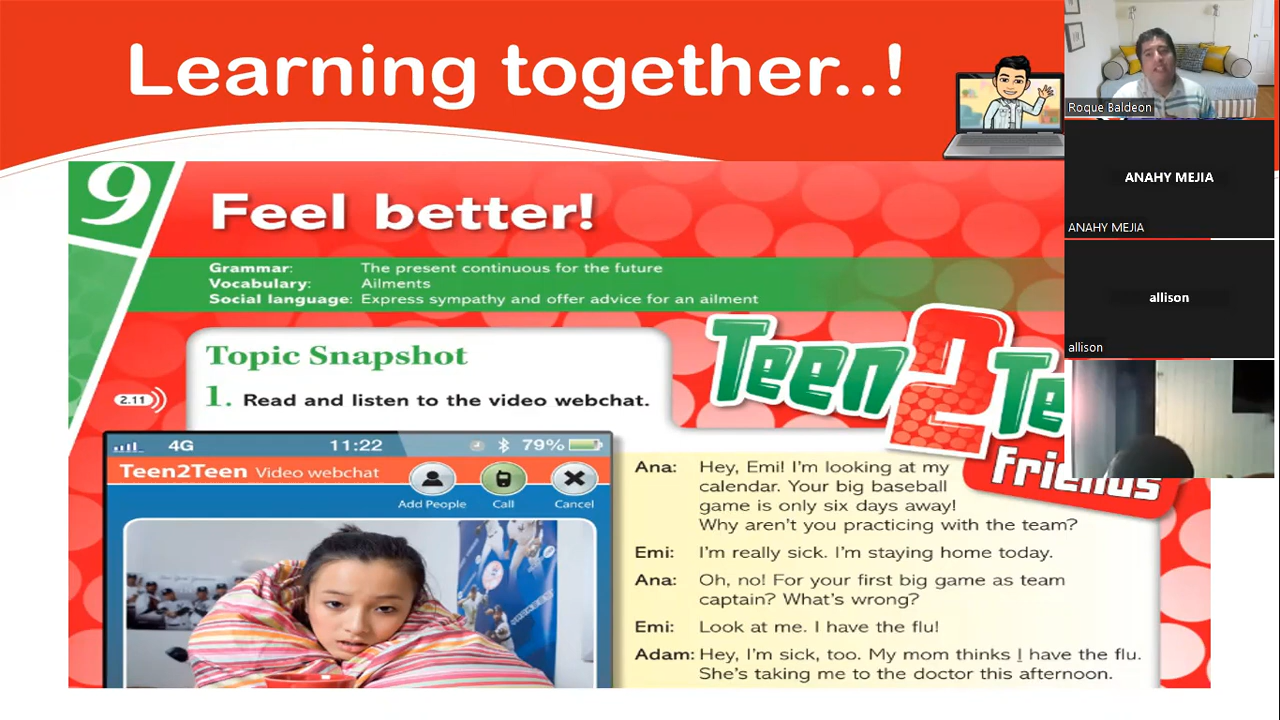 Learning together..!
9
Feel better!
Grammar: The present continuous for the future
Vocabulary: Ailments
Social language: Express sympathy and offer advice for an ailment
Topic Snapshot
2.11
1. Read and listen to the video webchat.
Teen2Te
friends
4G 11:22 79%
Teen2Teen Video webchat
Add People Call Cancel
Ana: Hey, Emi! I'm looking at my
calendar. Your big baseball
game is only six days away!
Why aren't you practicing with the team?
Emi: I'm really sick. I'm staying home today.
Ana: Oh, no! For your first big game as team
captain? What's wrong?
Emi: Look at me. I have the flu!
Adam: Hey, I'm sick, too. My mom thinks I have the flu.
She's taking me to the doctor this afternoon.
Roque Baldeon
ANAHY MEJIA
ANAHY MEJIA
allison
allison